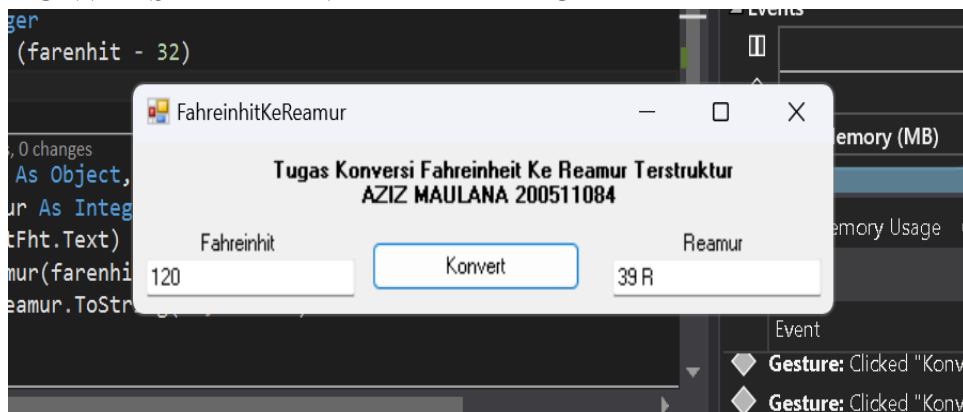 ger
(farenhit - 32)
FahreinhitKeReamur
, 0 changes
As Object,
ur As Integ
tFht.Text)
mur(farenhi
eamur.ToStr
Tugas Konversi Fahreinheit Ke Reamur Terstruktur
AZIZ MAULANA 200511084
Fahreinhit
Reamur
120
Konvert
39 R
Events
emory (MB)
emory Usage
Event
Gesture: Clicked "Konv
Gesture: Clicked "Konv